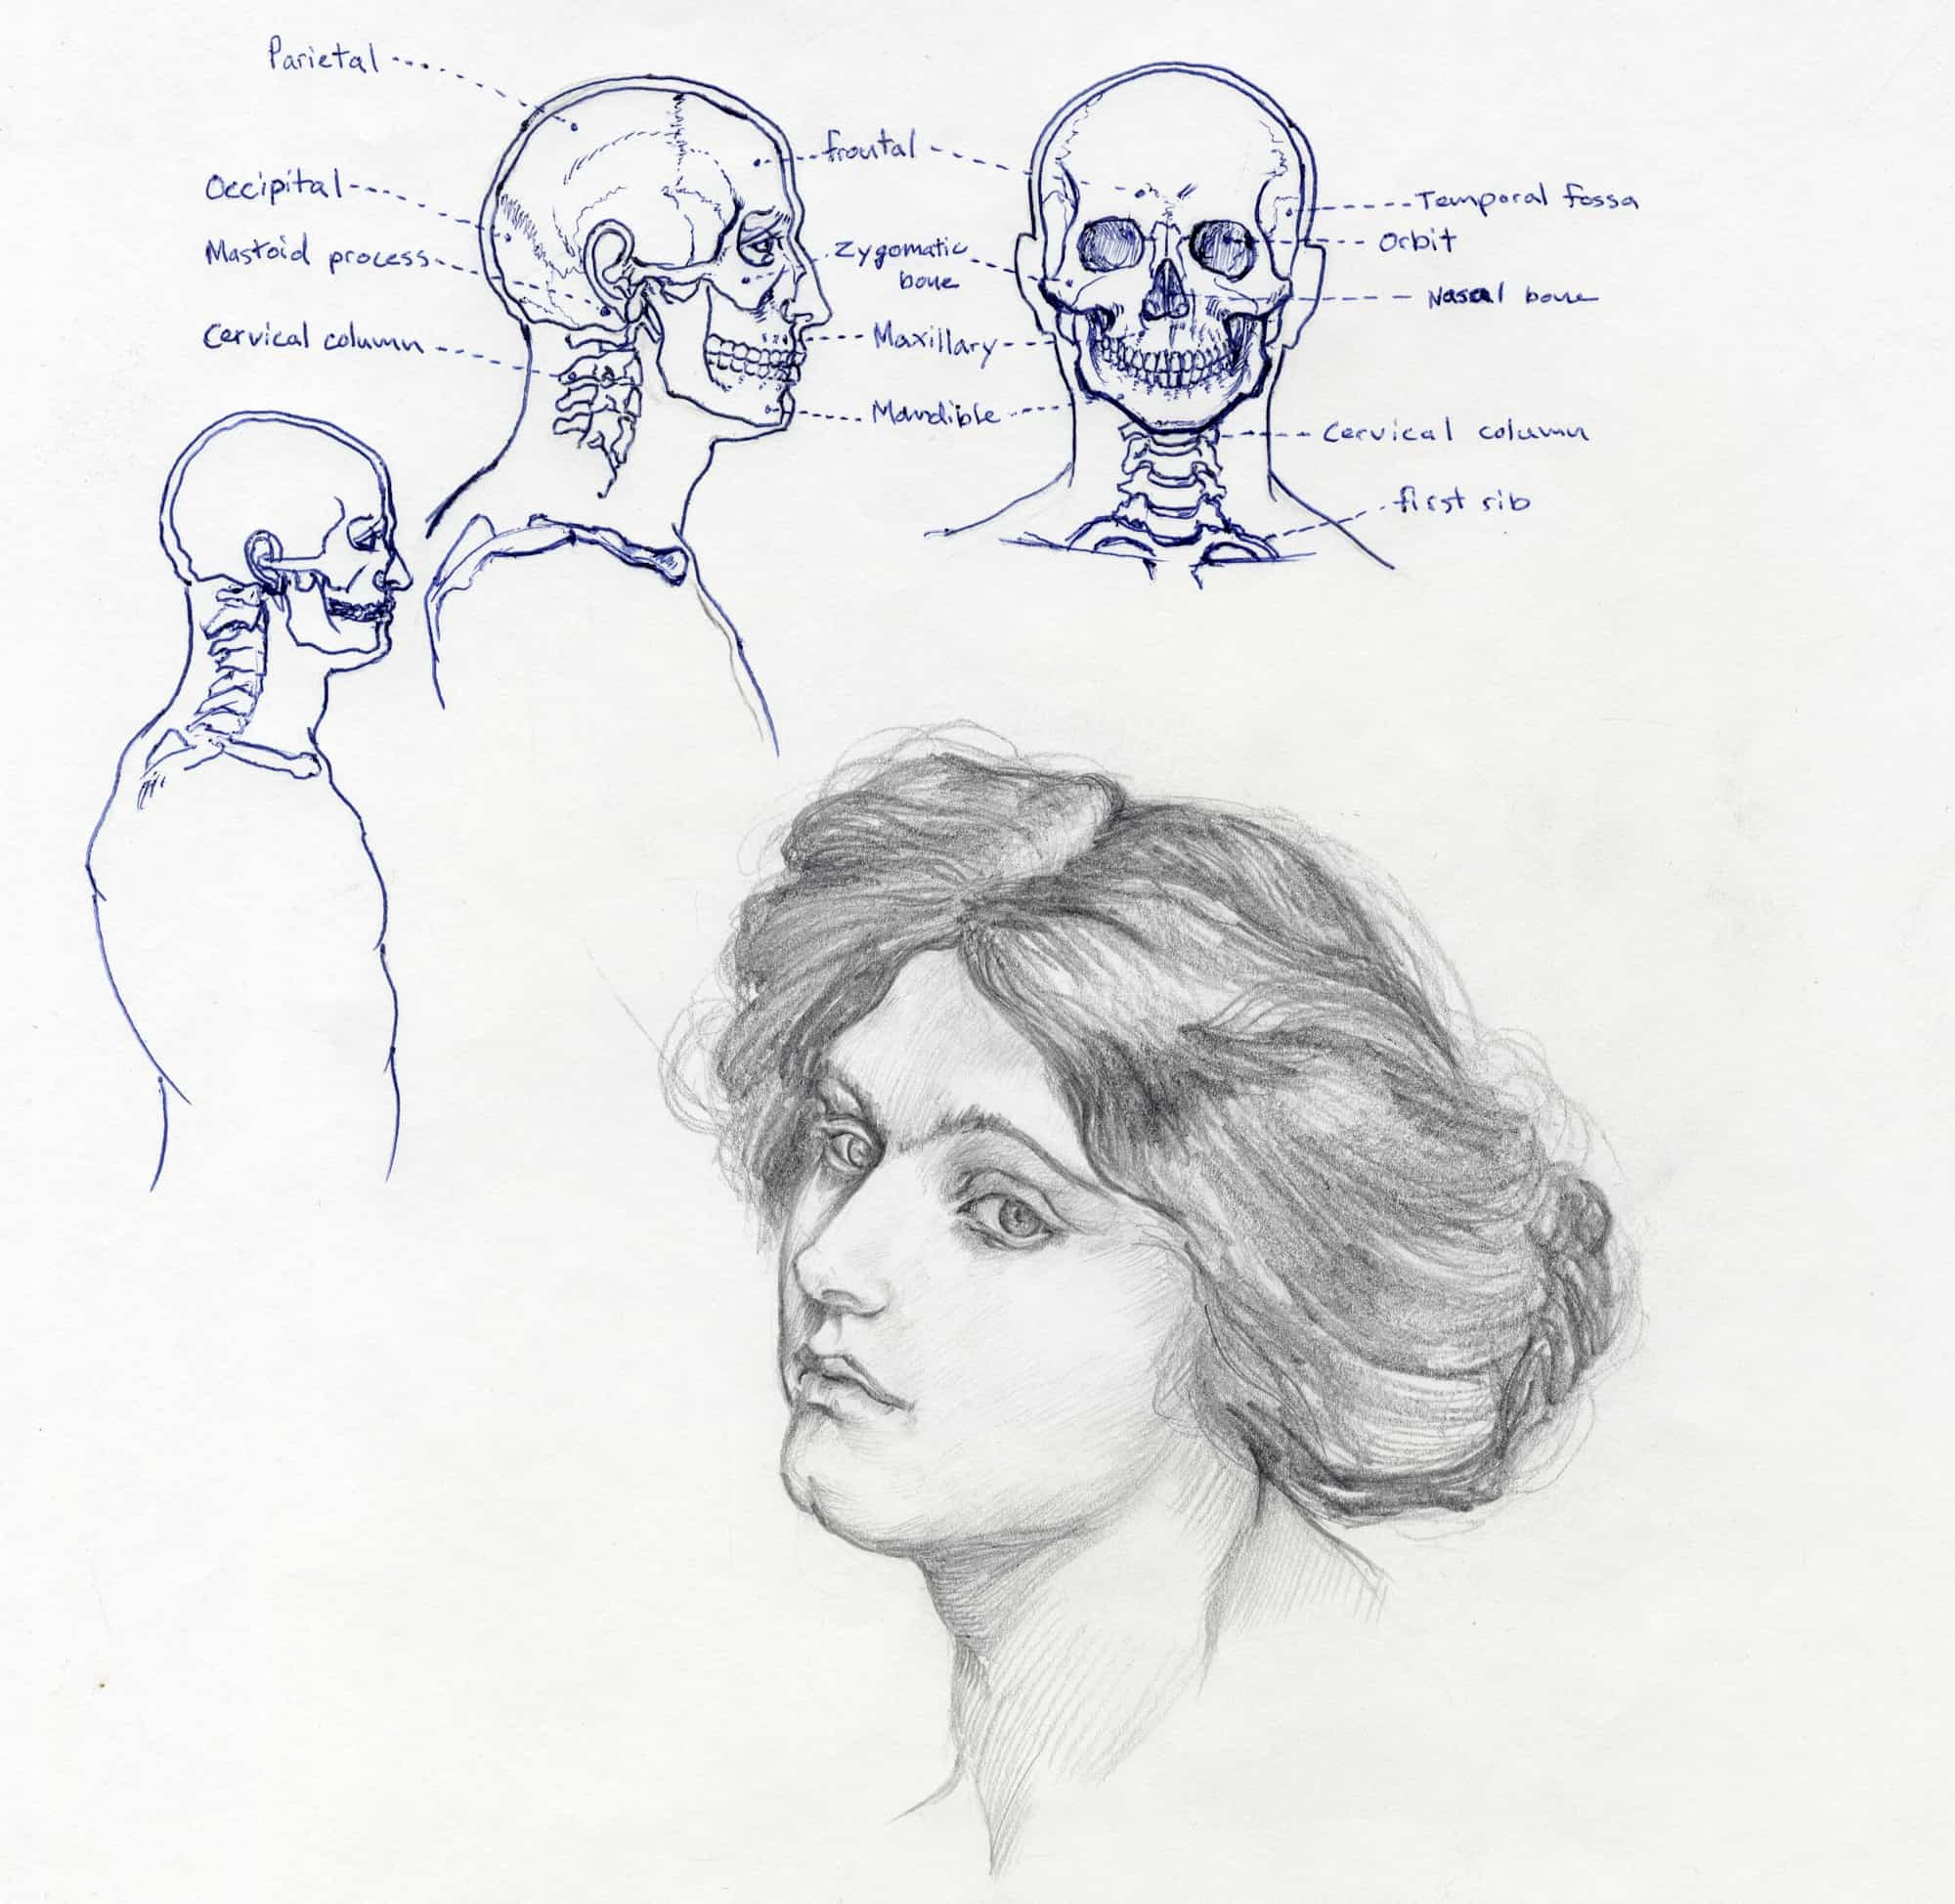 Parietal
frontal
Occipital
Temporal fossa
Mastoid process
Zygomatic
bone
Orbit
Nasal bone
Cervical column
Maxillary
Mandible
Cervical column
first rib